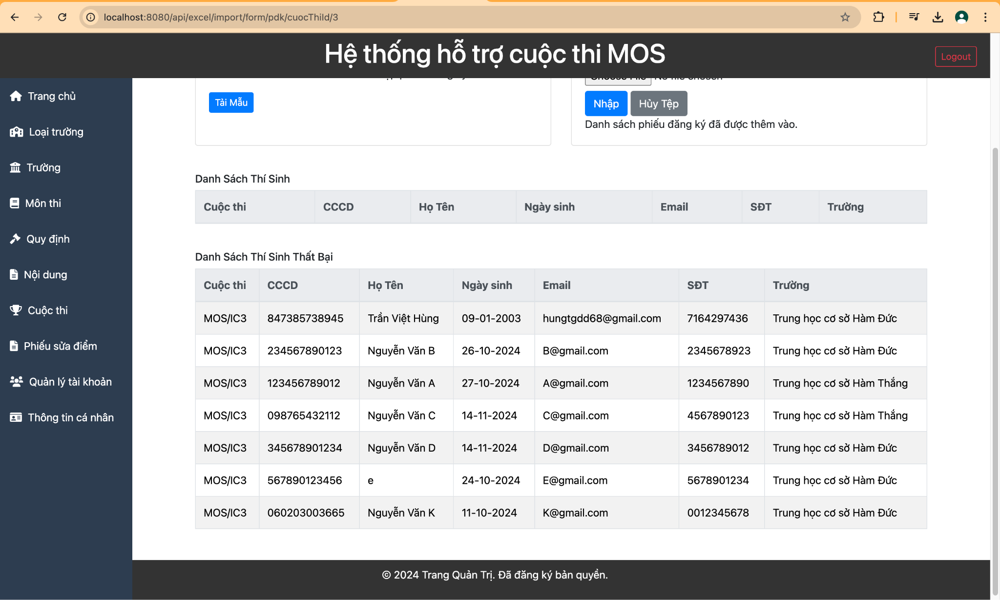 localhost:8080/api/excel/import/form/pdk/cuocThiId/3
Hệ thống hỗ trợ cuộc thi MOS
Logout
Trang chủ
Loại trường
Trường
Môn thi
Quy định
Nội dung
Cuộc thi
Phiếu sửa điểm
Quản lý tài khoản
Thông tin cá nhân
Tải Mẫu
Choose File No file chosen
Nhập Hủy Tệp
Danh sách phiếu đăng ký đã được thêm vào.
Danh Sách Thí Sinh
Cuộc thi CCCD Họ Tên Ngày sinh Email SĐT Trường
Danh Sách Thí Sinh Thất Bại
Cuộc thi CCCD Họ Tên Ngày sinh Email SĐT Trường
MOS/IC3 847385738945 Trần Việt Hùng 09-01-2003 hungtgdd68@gmail.com 7164297436 Trung học cơ sở Hàm Đức
MOS/IC3 234567890123 Nguyễn Văn B 26-10-2024 B@gmail.com 2345678923 Trung học cơ sở Hàm Đức
MOS/IC3 123456789012 Nguyễn Văn A 27-10-2024 A@gmail.com 1234567890 Trung học cơ sở Hàm Thắng
MOS/IC3 098765432112 Nguyễn Văn C 14-11-2024 C@gmail.com 4567890123 Trung học cơ sở Hàm Thắng
MOS/IC3 345678901234 Nguyễn Văn D 14-11-2024 D@gmail.com 3456789012 Trung học cơ sở Hàm Đức
MOS/IC3 567890123456 e 24-10-2024 E@gmail.com 5678901234 Trung học cơ sở Hàm Đức
MOS/IC3 060203003665 Nguyễn Văn K 11-10-2024 K@gmail.com 0012345678 Trung học cơ sở Hàm Đức
© 2024 Trang Quản Trị. Đã đăng ký bản quyền.